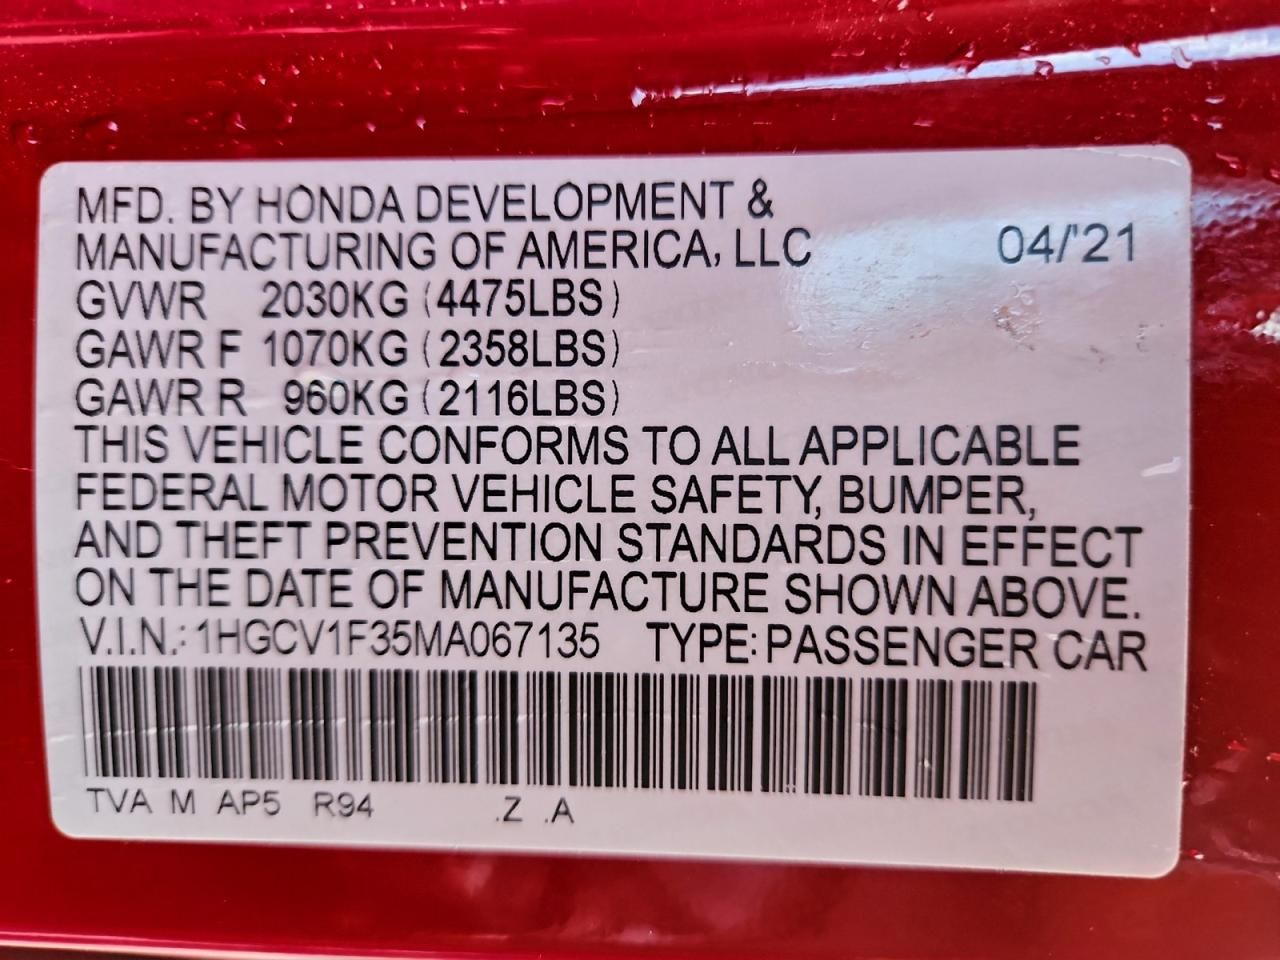 MFD. BY HONDA DEVELOPMENT &
MANUFACTURING OF AMERICA, LLC 04/'21
GVWR 2030KG (4475LBS)
GAWR F 1070KG (2358LBS)
GAWR R 960KG (2116LBS)
THIS VEHICLE CONFORMS TO ALL APPLICABLE
FEDERAL MOTOR VEHICLE SAFETY, BUMPER,
AND THEFT PREVENTION STANDARDS IN EFFECT
ON THE DATE OF MANUFACTURE SHOWN ABOVE.
V.I.N.: 1HGCV1F35MA067135 TYPE: PASSENGER CAR
TVA M AP5 R94 .Z .A